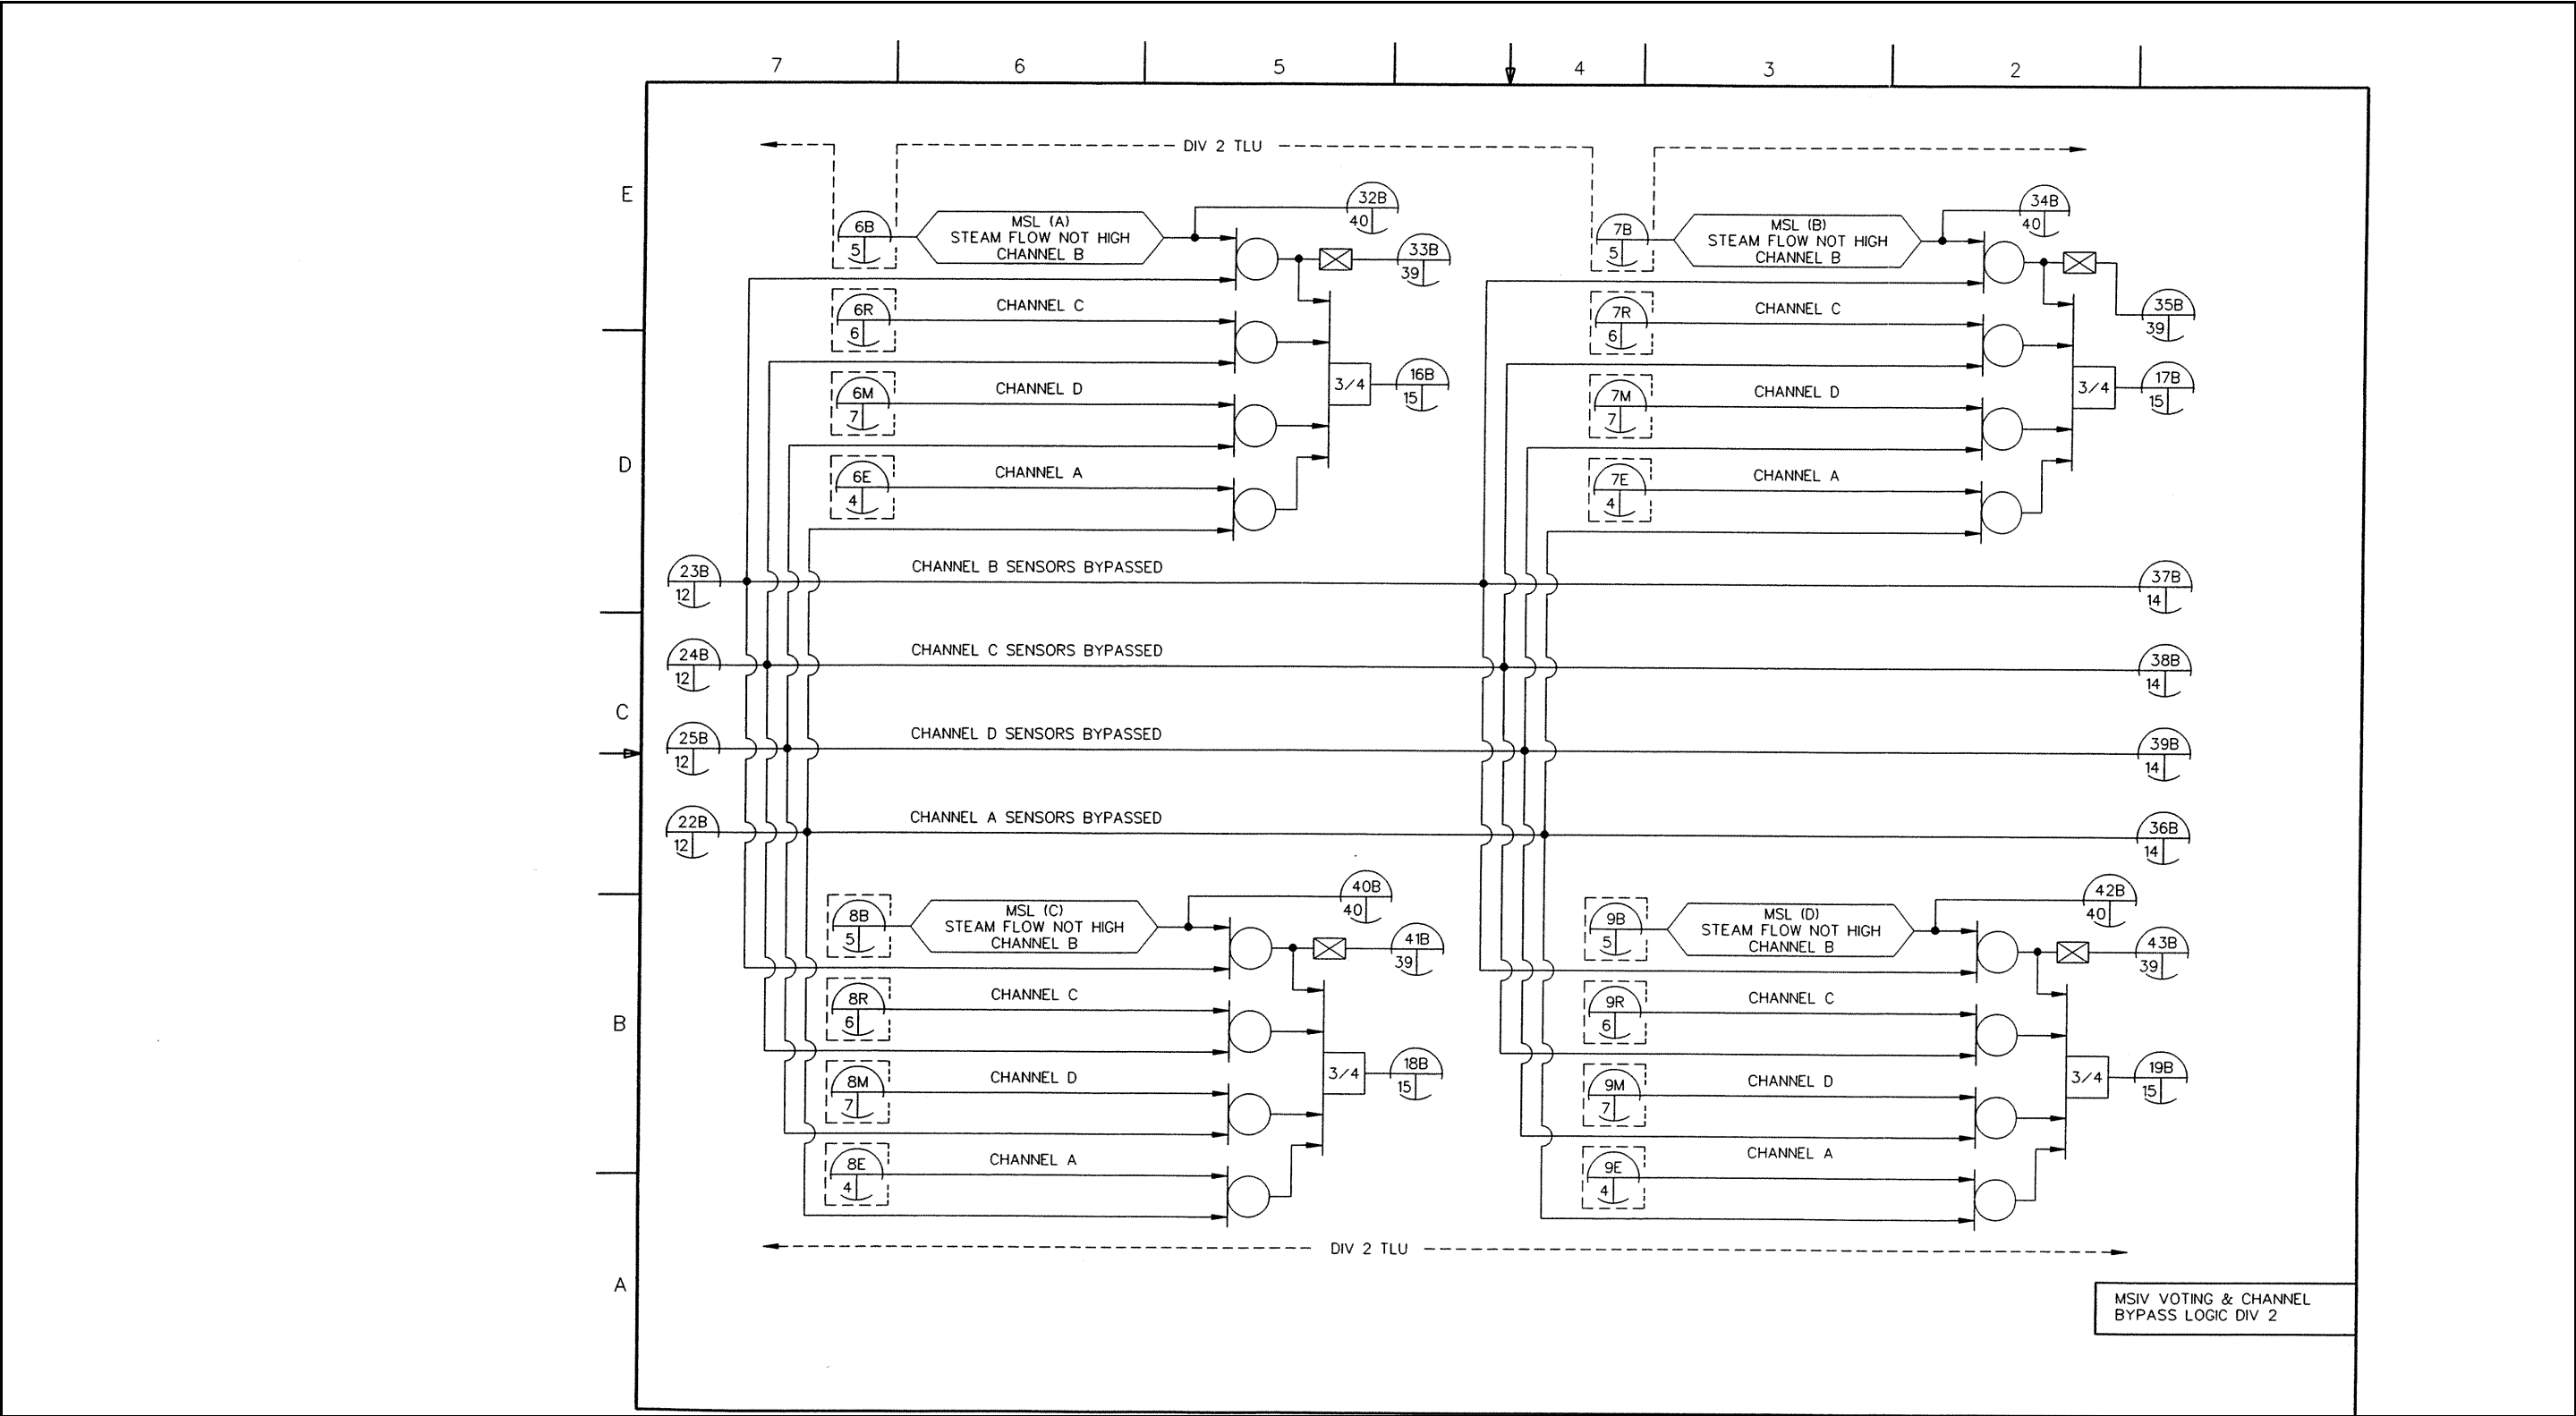 7 6 5 4 3 2
E
D
C
B
A
DIV 2 TLU
6B
5
MSL (A)
STEAM FLOW NOT HIGH
CHANNEL B
32B
40
33B
39
6R
6
CHANNEL C
6M
7
CHANNEL D
3/4
16B
15
6E
4
CHANNEL A
7B
5
MSL (B)
STEAM FLOW NOT HIGH
CHANNEL B
34B
40
35B
39
7R
6
CHANNEL C
7M
7
CHANNEL D
3/4
17B
15
7E
4
CHANNEL A
23B
12
CHANNEL B SENSORS BYPASSED
37B
14
24B
12
CHANNEL C SENSORS BYPASSED
38B
14
25B
12
CHANNEL D SENSORS BYPASSED
39B
14
22B
12
CHANNEL A SENSORS BYPASSED
36B
14
8B
5
MSL (C)
STEAM FLOW NOT HIGH
CHANNEL B
40B
40
41B
39
8R
6
CHANNEL C
8M
7
CHANNEL D
3/4
18B
15
8E
4
CHANNEL A
9B
5
MSL (D)
STEAM FLOW NOT HIGH
CHANNEL B
42B
40
43B
39
9R
6
CHANNEL C
9M
7
CHANNEL D
3/4
19B
15
9E
4
CHANNEL A
DIV 2 TLU
MSIV VOTING & CHANNEL
BYPASS LOGIC DIV 2